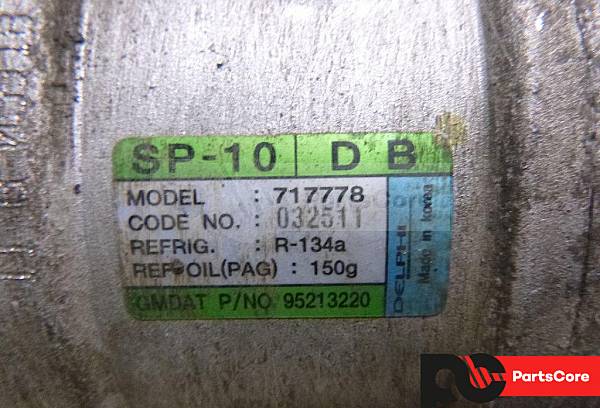 SP-10 D B
MODEL : 717778
CODE NO. : 032511
REFRIG. : R-134a
REF OIL(PAG) : 150g
GMDAT P/NO. 95213220
DELPHI
Made in Korea
PartsCore